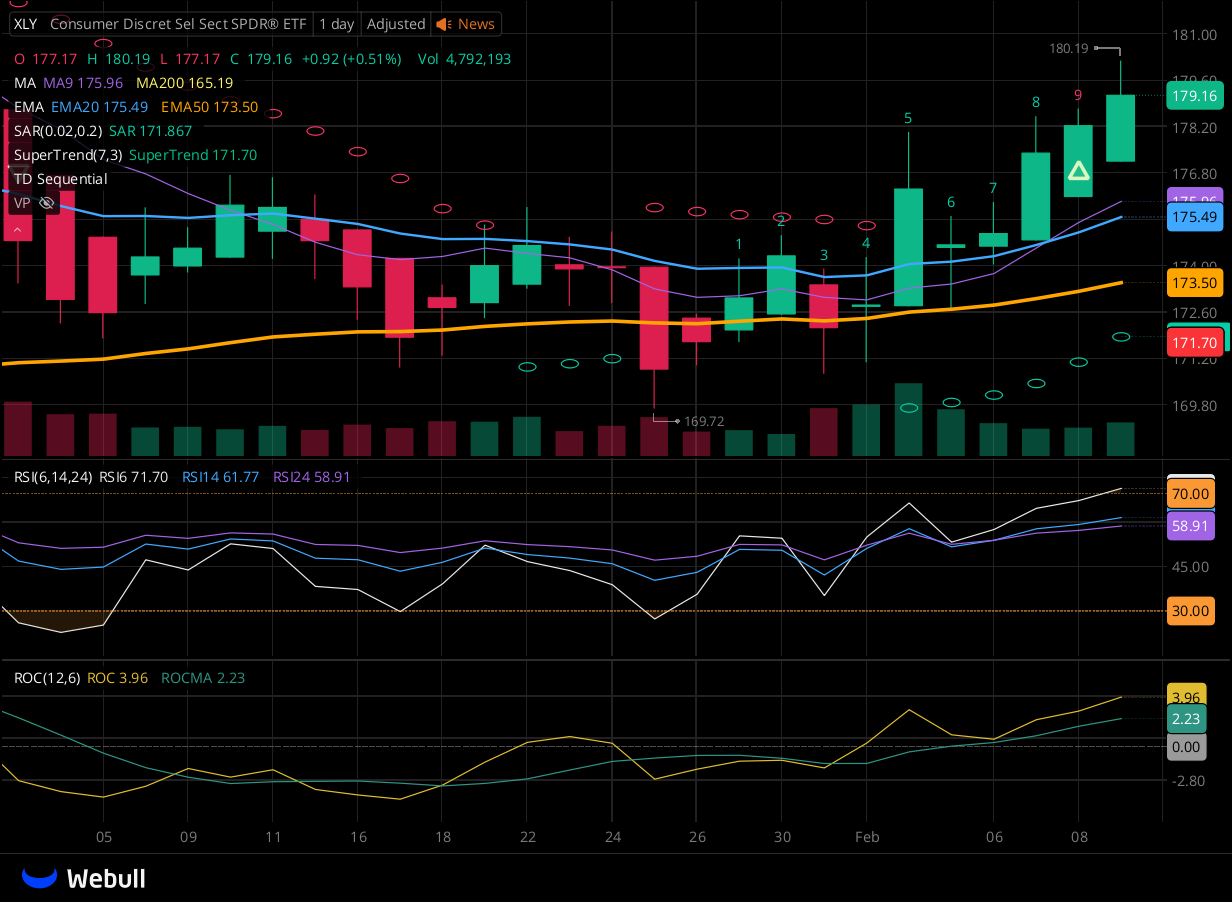 XLY Consumer Discret Sel Sect SPDR® ETF 1 day Adjusted News
O 177.17 H 180.19 L 177.17 C 179.16 +0.92 (+0.51%) Vol 4,792,193
MA MA9 175.96 MA200 165.19
EMA EMA20 175.49 EMA50 173.50
SAR(0.02,0.2) SAR 171.867
SuperTrend(7,3) SuperTrend 171.70
TD Sequential
VP
180.19
1 2 3 4 5 6 7 8 9
169.72
181.00
179.60
179.16
178.20
176.80
175.96
175.49
174.00
173.50
172.60
171.70
171.20
169.80
RSI(6,14,24) RSI6 71.70 RSI14 61.77 RSI24 58.91
70.00
58.91
45.00
30.00
ROC(12,6) ROC 3.96 ROCMA 2.23
3.96
2.23
0.00
-2.80
05 09 11 16 18 22 24 26 30 Feb 06 08
Webull